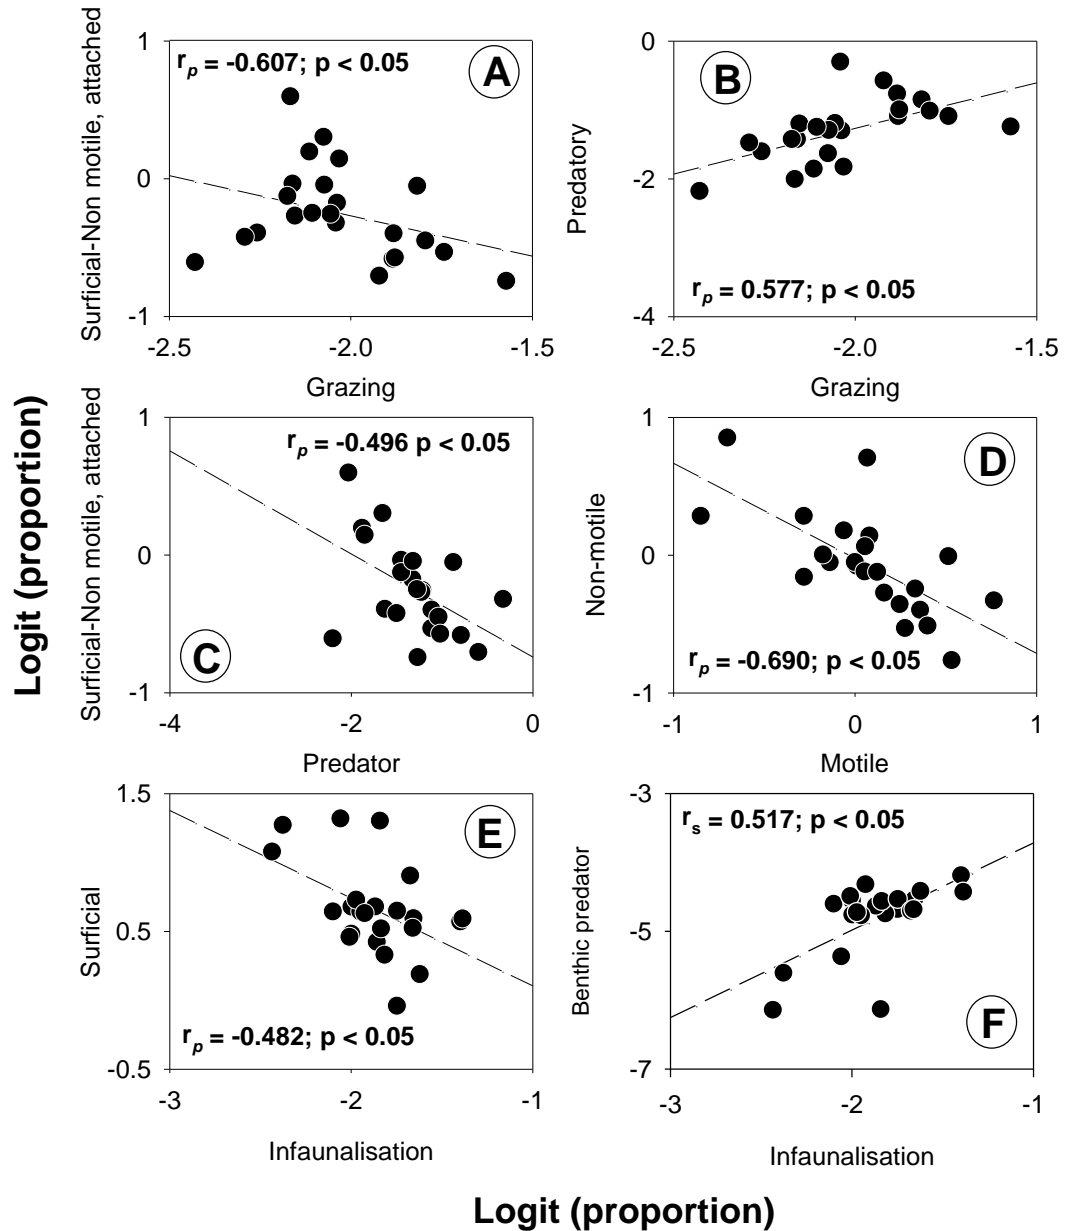 Logit (proportion)
Surficial-Non motile, attached
1
0
-1
r_p = -0.607; p < 0.05
A
-2.5 -2.0 -1.5
Grazing
Predatory
0
-2
-4
B
r_p = 0.577; p < 0.05
-2.5 -2.0 -1.5
Grazing
Surficial-Non motile, attached
1
0
-1
r_p = -0.496 p < 0.05
C
-4 -2 0
Predator
Non-motile
1
0
-1
D
r_p = -0.690; p < 0.05
-1 0 1
Motile
Surficial
1.5
0.5
-0.5
E
r_p = -0.482; p < 0.05
-3 -2 -1
Infaunalisation
Benthic predator
-3
-5
-7
r_s = 0.517; p < 0.05
F
-3 -2 -1
Infaunalisation
Logit (proportion)